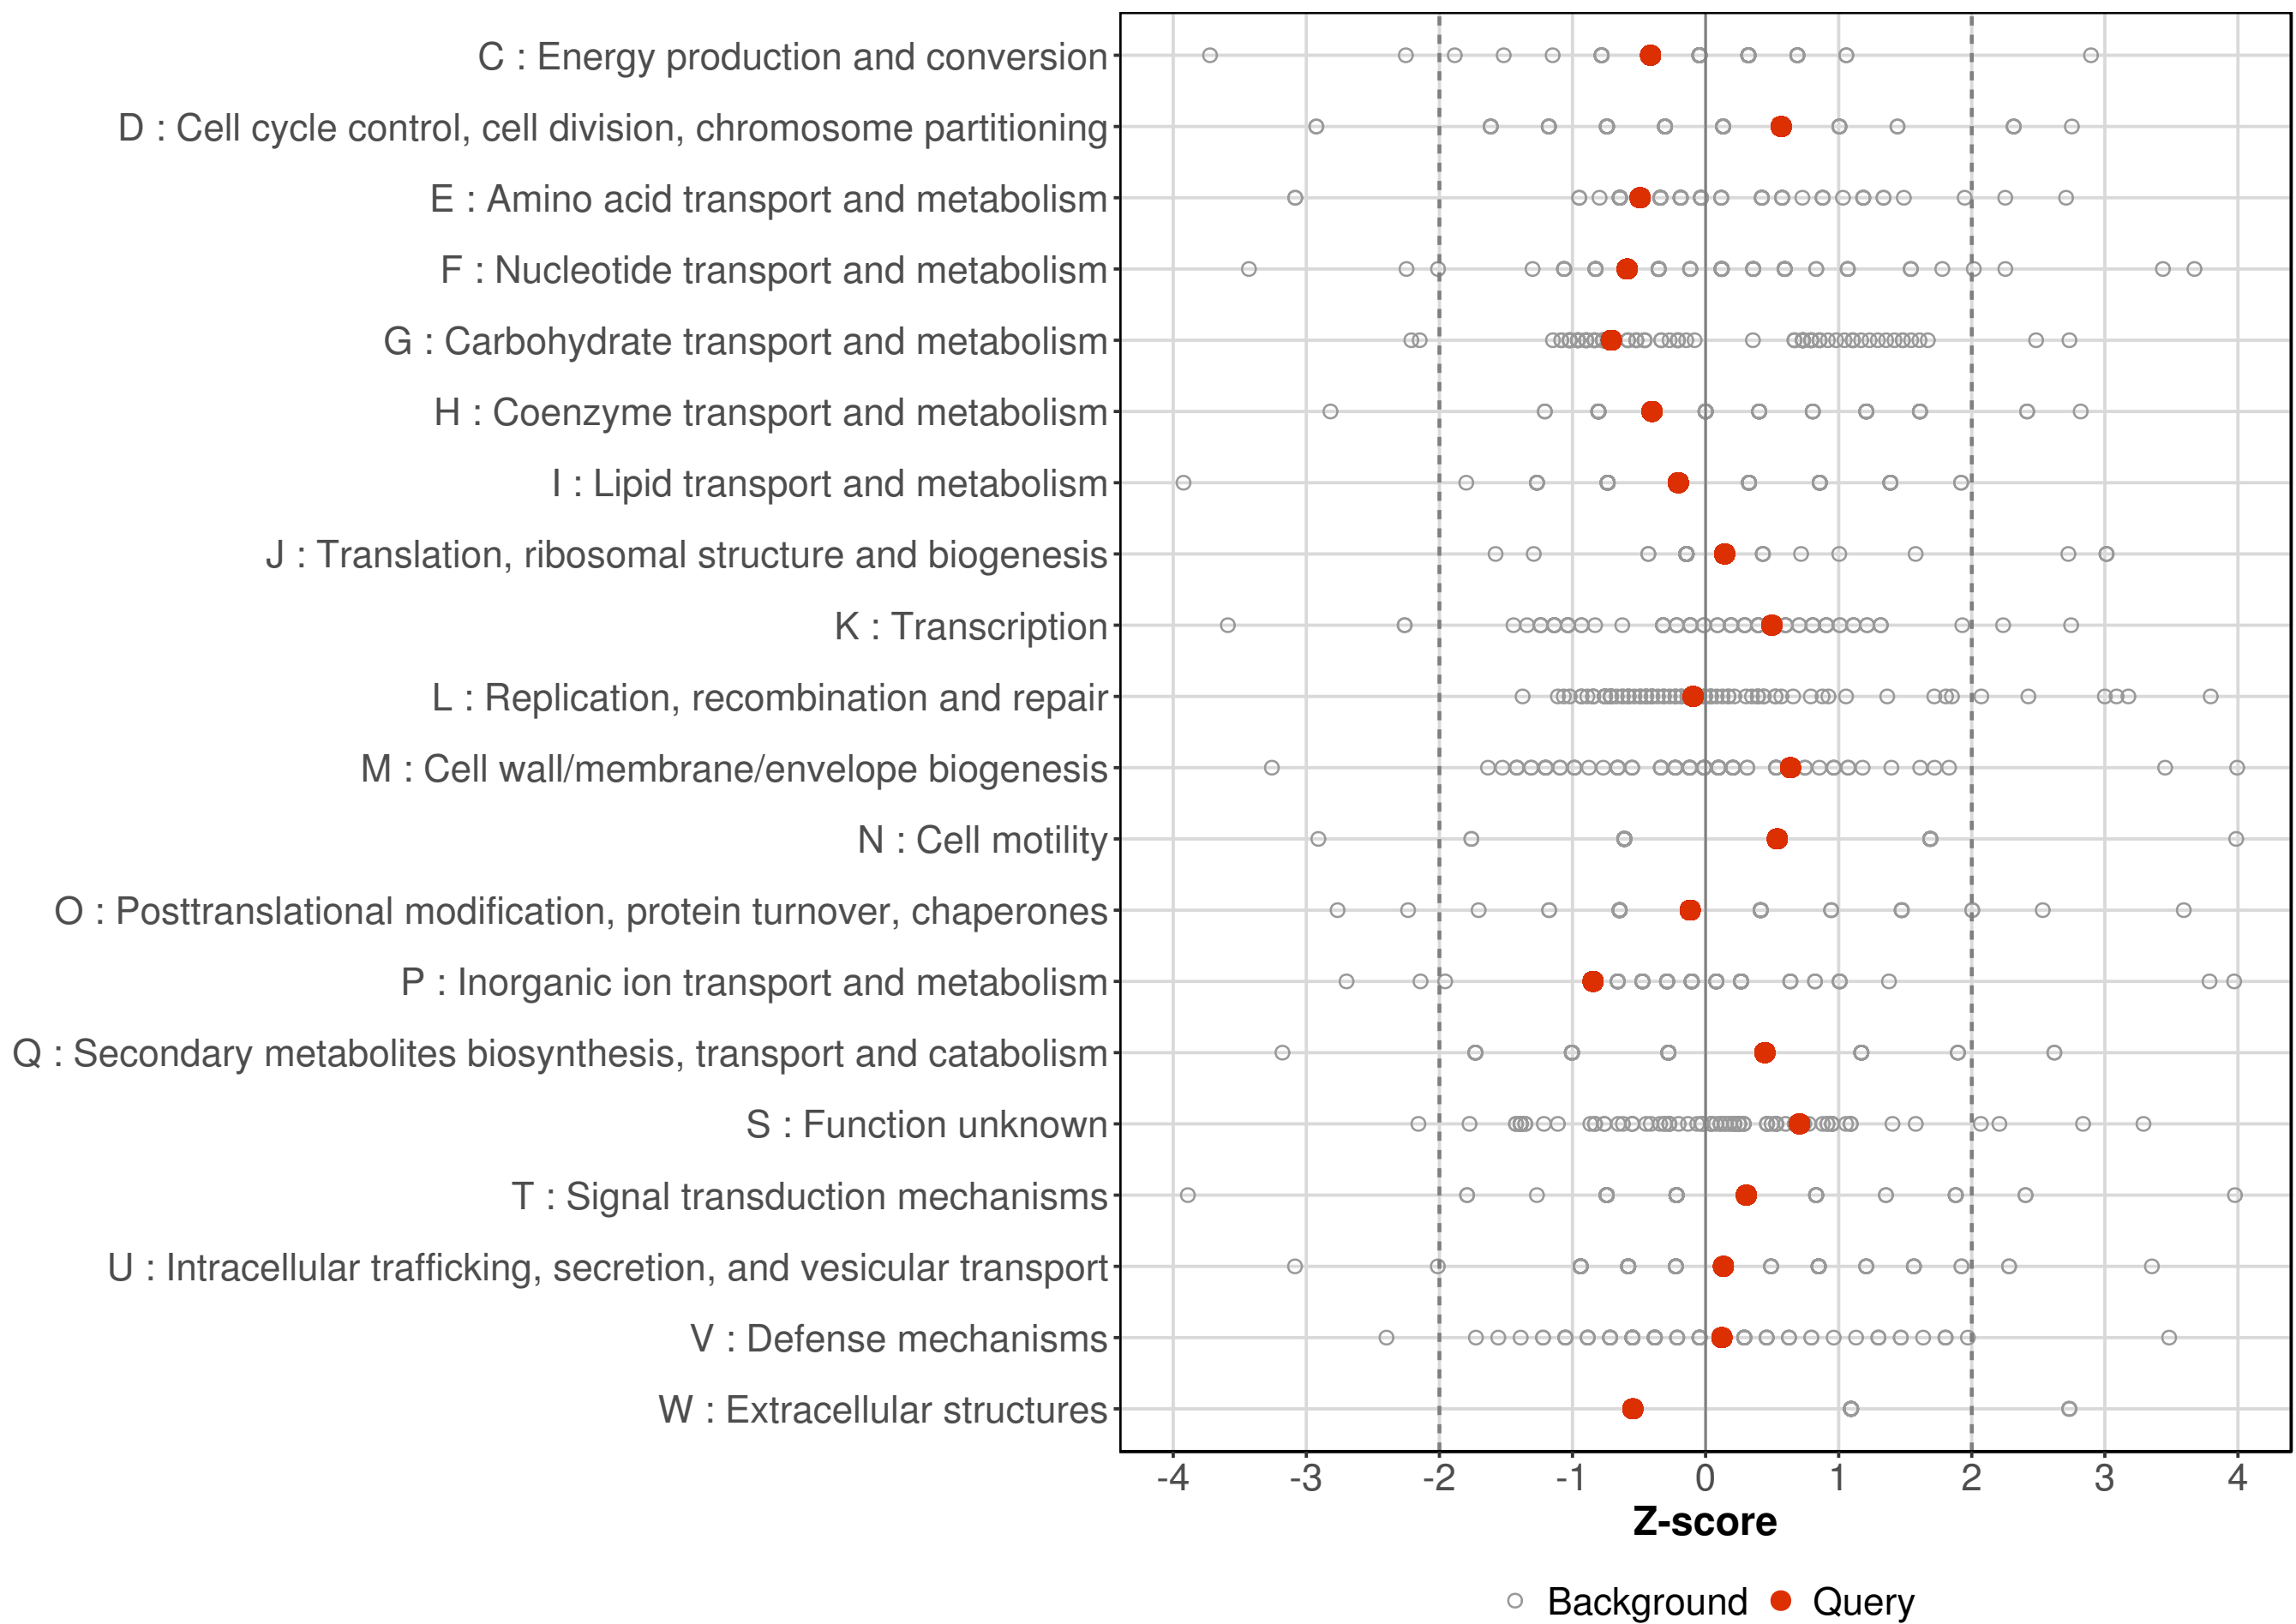 C : Energy production and conversion
D : Cell cycle control, cell division, chromosome partitioning
E : Amino acid transport and metabolism
F : Nucleotide transport and metabolism
G : Carbohydrate transport and metabolism
H : Coenzyme transport and metabolism
I : Lipid transport and metabolism
J : Translation, ribosomal structure and biogenesis
K : Transcription
L : Replication, recombination and repair
M : Cell wall/membrane/envelope biogenesis
N : Cell motility
O : Posttranslational modification, protein turnover, chaperones
P : Inorganic ion transport and metabolism
Q : Secondary metabolites biosynthesis, transport and catabolism
S : Function unknown
T : Signal transduction mechanisms
U : Intracellular trafficking, secretion, and vesicular transport
V : Defense mechanisms
W : Extracellular structures
-4 -3 -2 -1 0 1 2 3 4
Z-score
Background Query